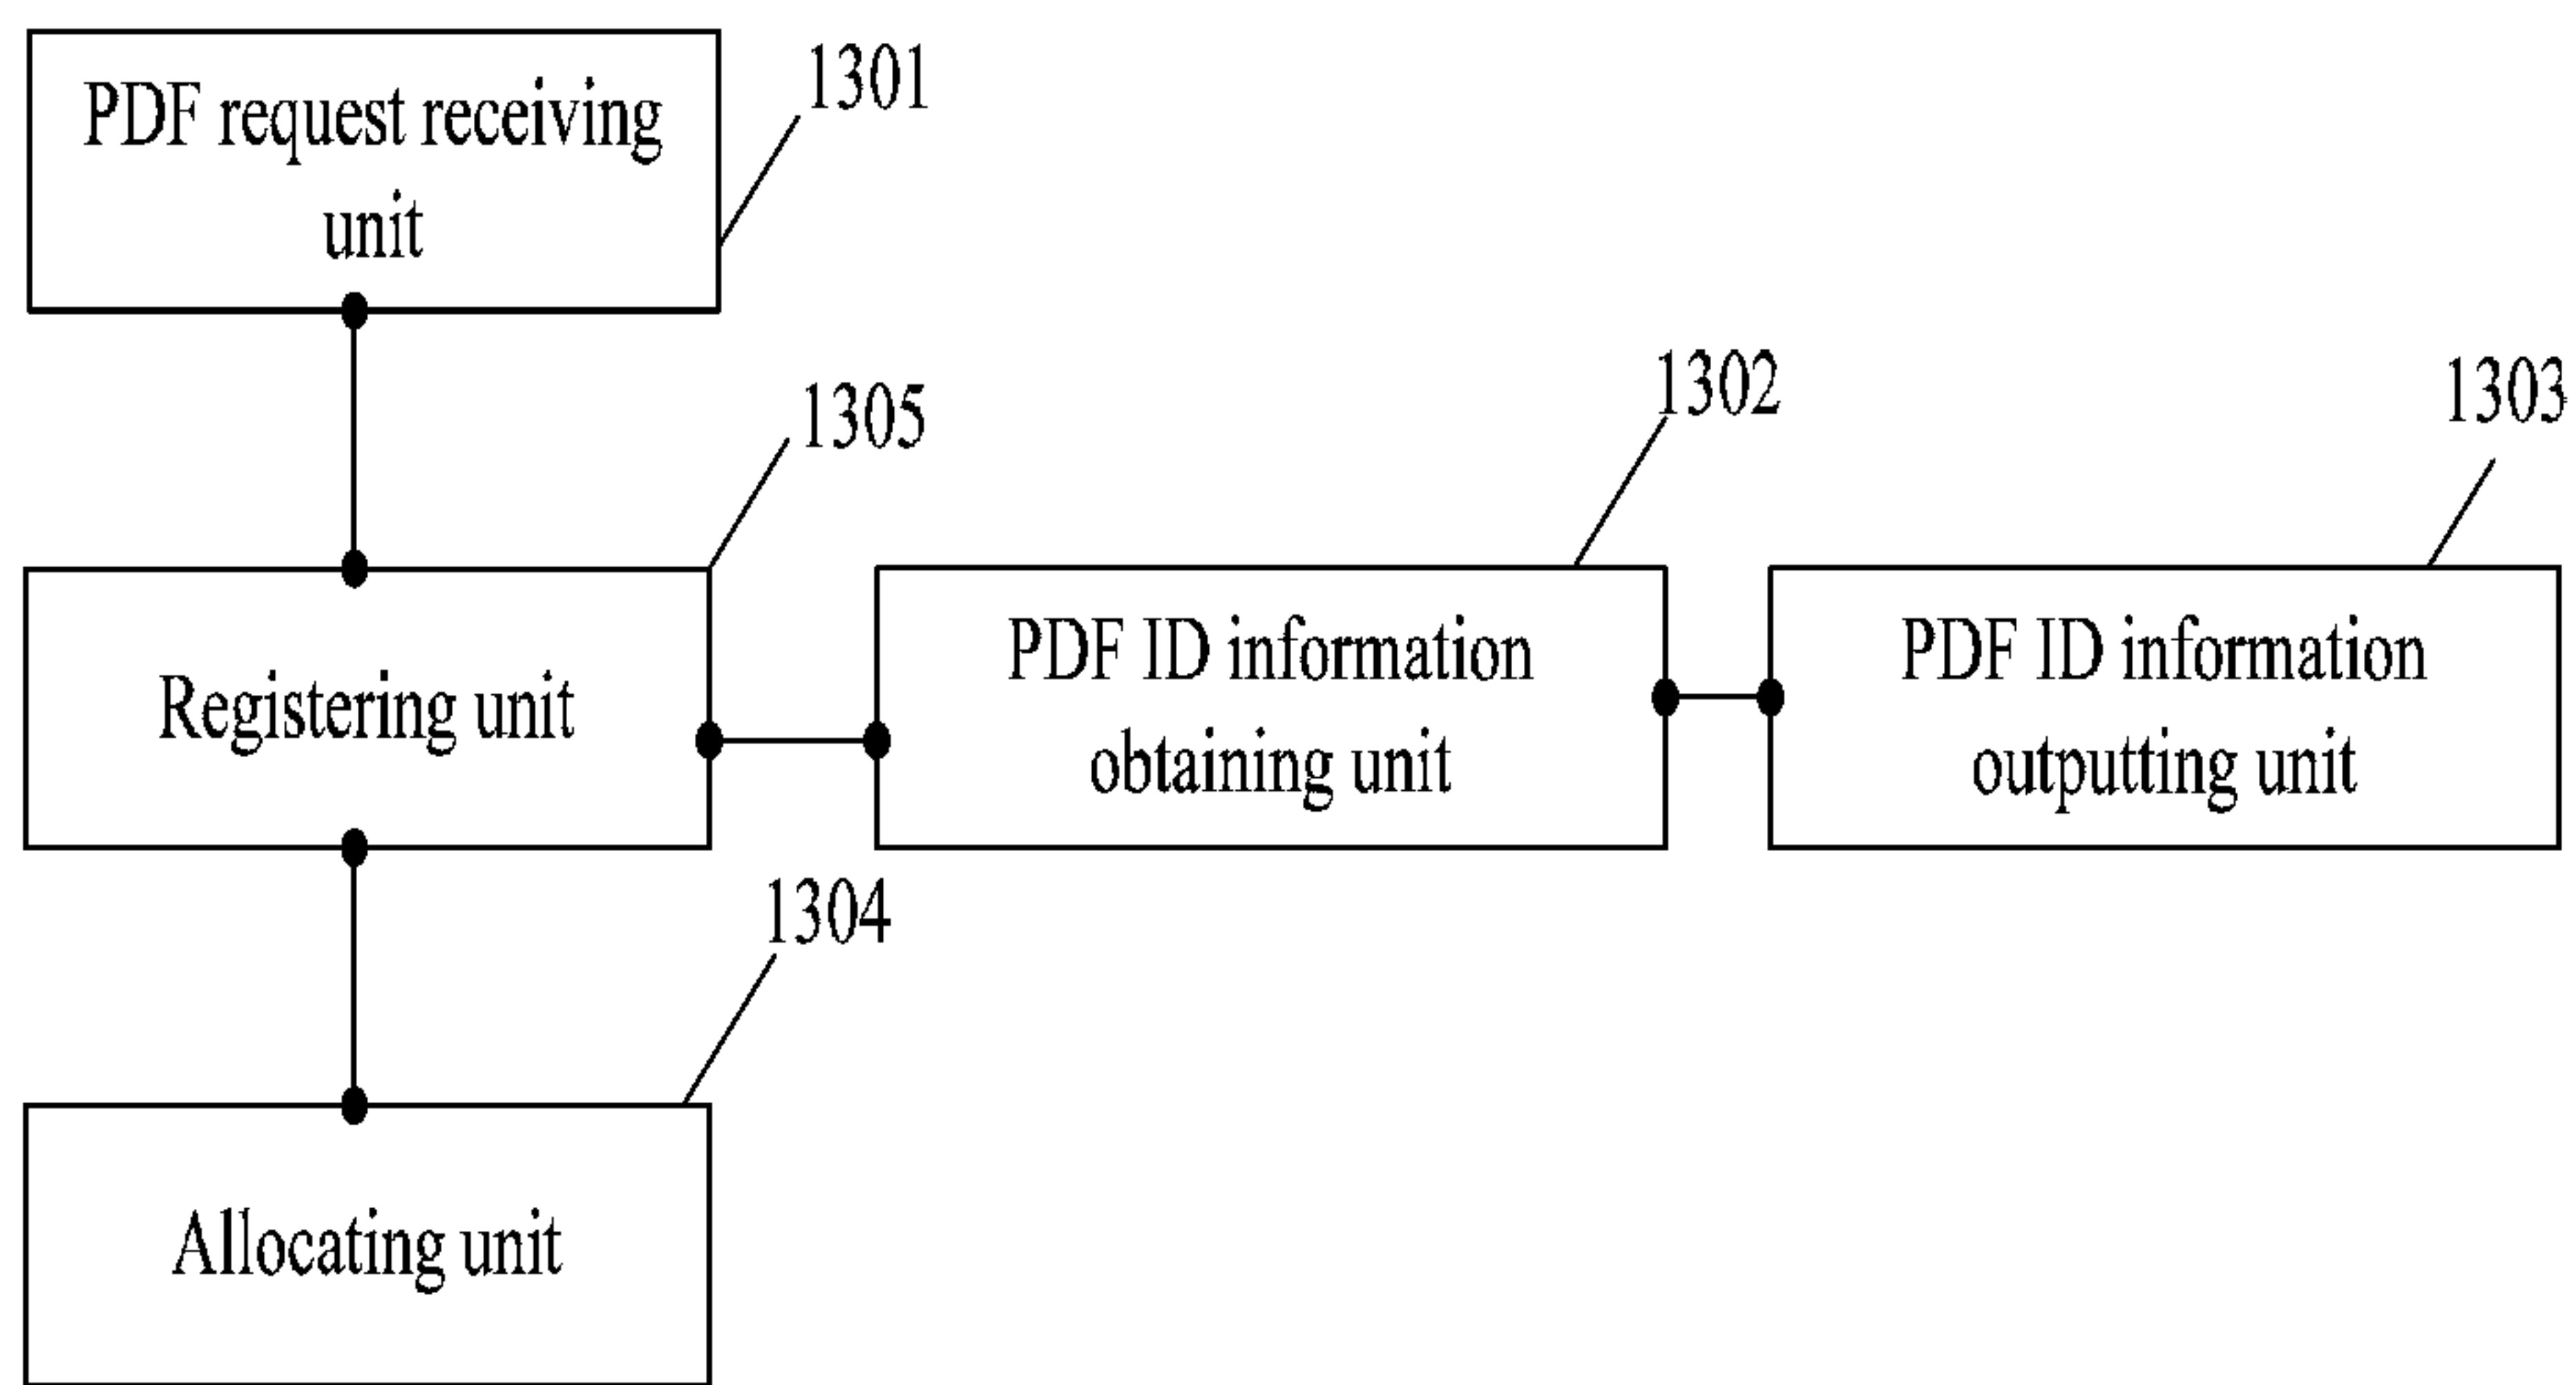 PDF request receiving
unit
1301
1305
1302
1303
Registering unit
PDF ID information
obtaining unit
PDF ID information
outputting unit
1304
Allocating unit